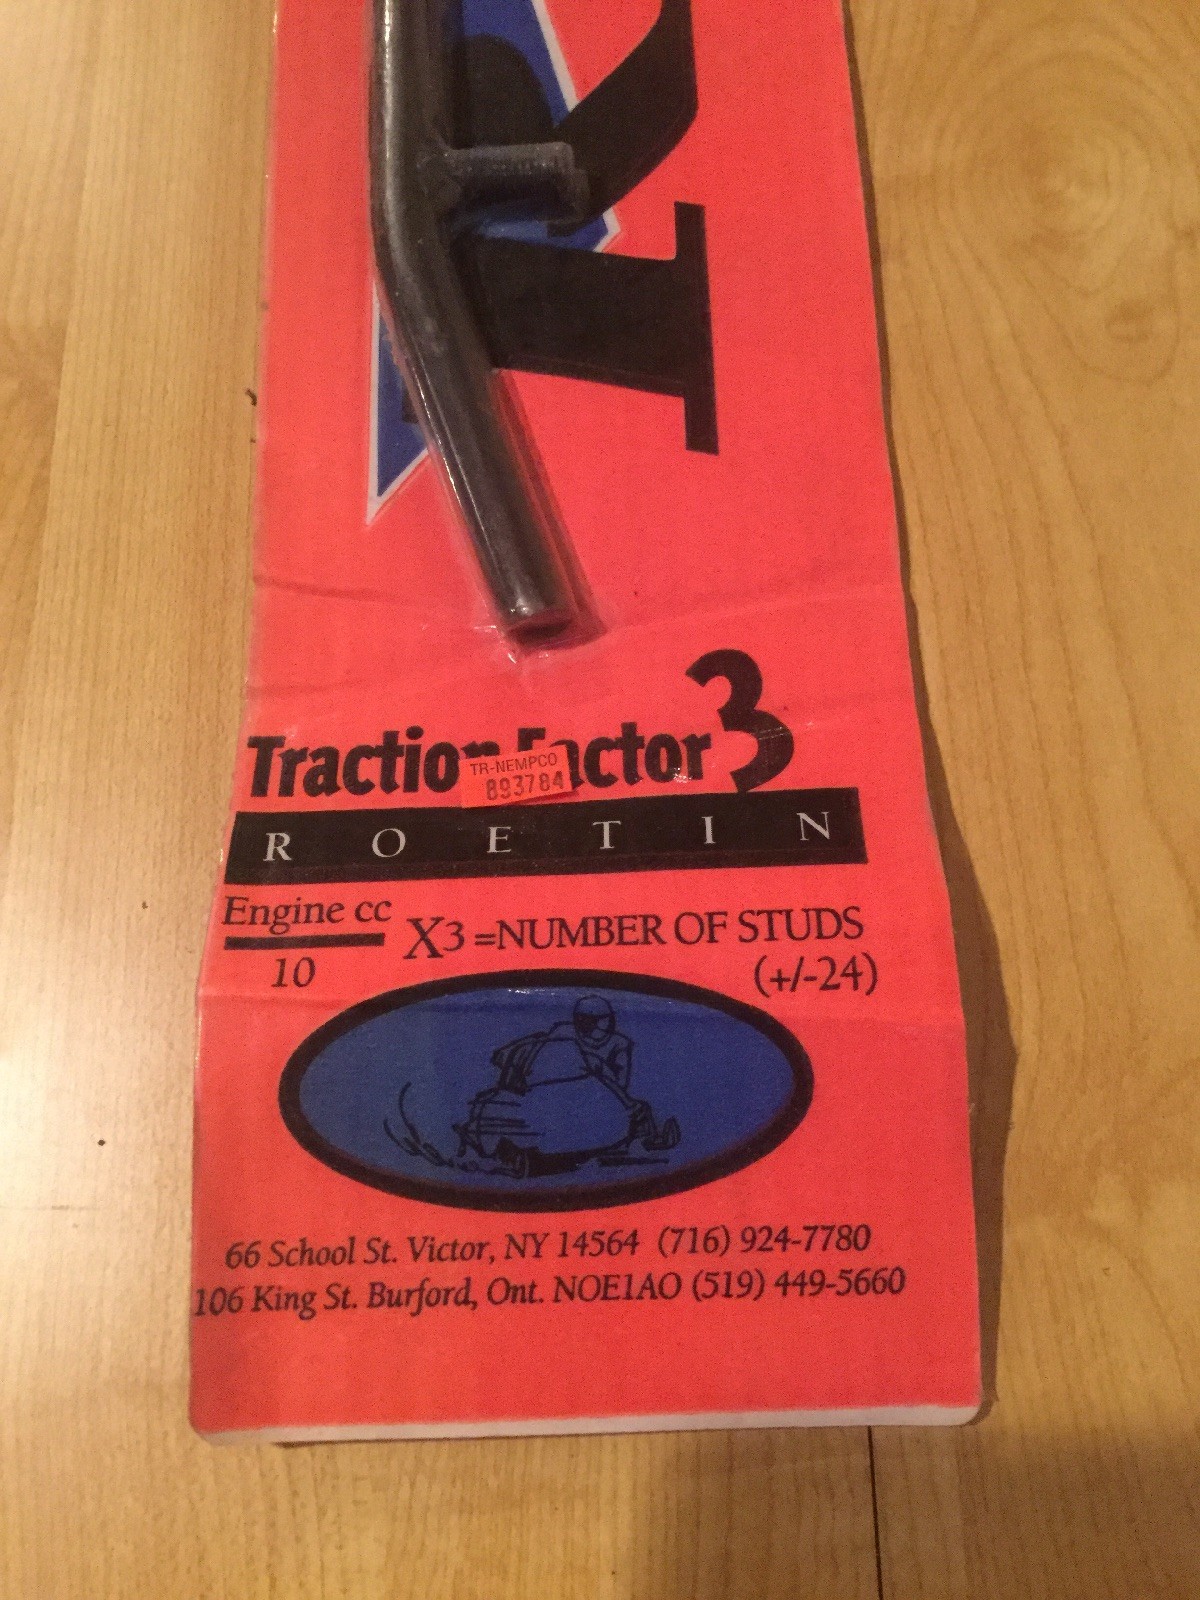 R
Traction Factor 3
TR-NEMPCO
893784
ROETIN
Engine cc
10
X3 =NUMBER OF STUDS
(+/-24)
66 School St. Victor, NY 14564 (716) 924-7780
106 King St. Burford, Ont. NOE1AO (519) 449-5660